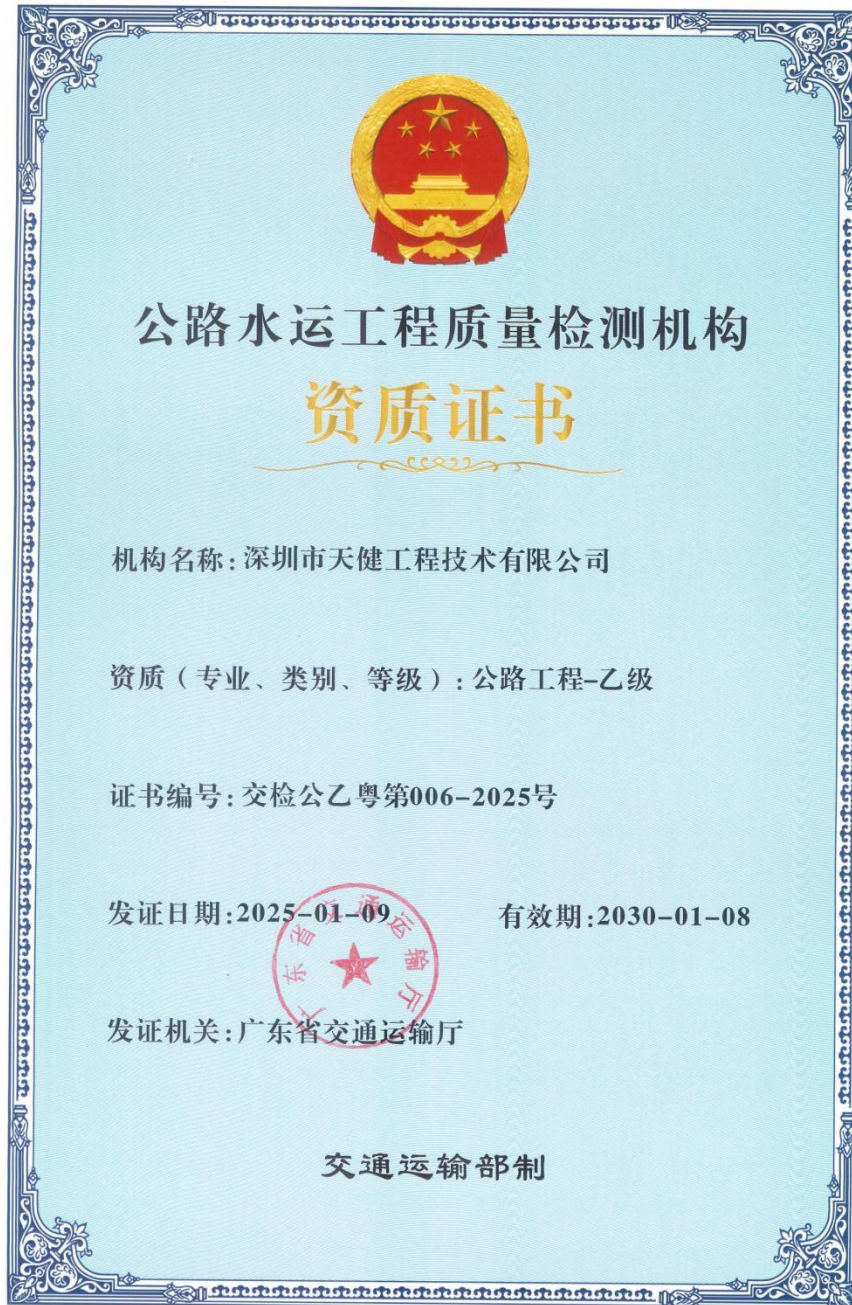 公路水运工程质量检测机构
资质证书
机构名称:深圳市天健工程技术有限公司
资质(专业、类别、等级):公路工程-乙级
证书编号:交检公乙粤第006-2025号
发证日期:2025-01-09 有效期:2030-01-08
广东省交通运输厅
发证机关:广东省交通运输厅
交通运输部制